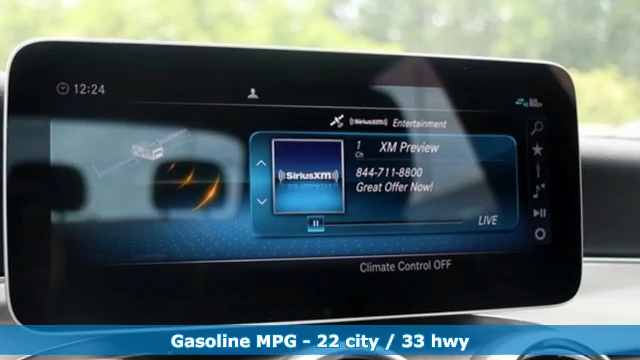 12:24
SiriusXM Entertainment
1 XM Preview
Ch
844-711-8800
Great Offer Now!
SiriusXM
LIVE
Climate Control OFF
Gasoline MPG - 22 city / 33 hwy